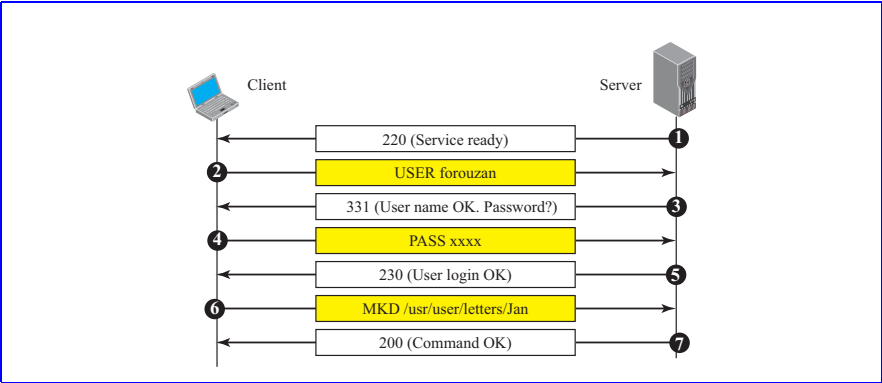 Client
Server
220 (Service ready)
1
2
USER forouzan
331 (User name OK. Password?)
3
4
PASS xxxx
230 (User login OK)
5
6
MKD /usr/user/letters/Jan
200 (Command OK)
7